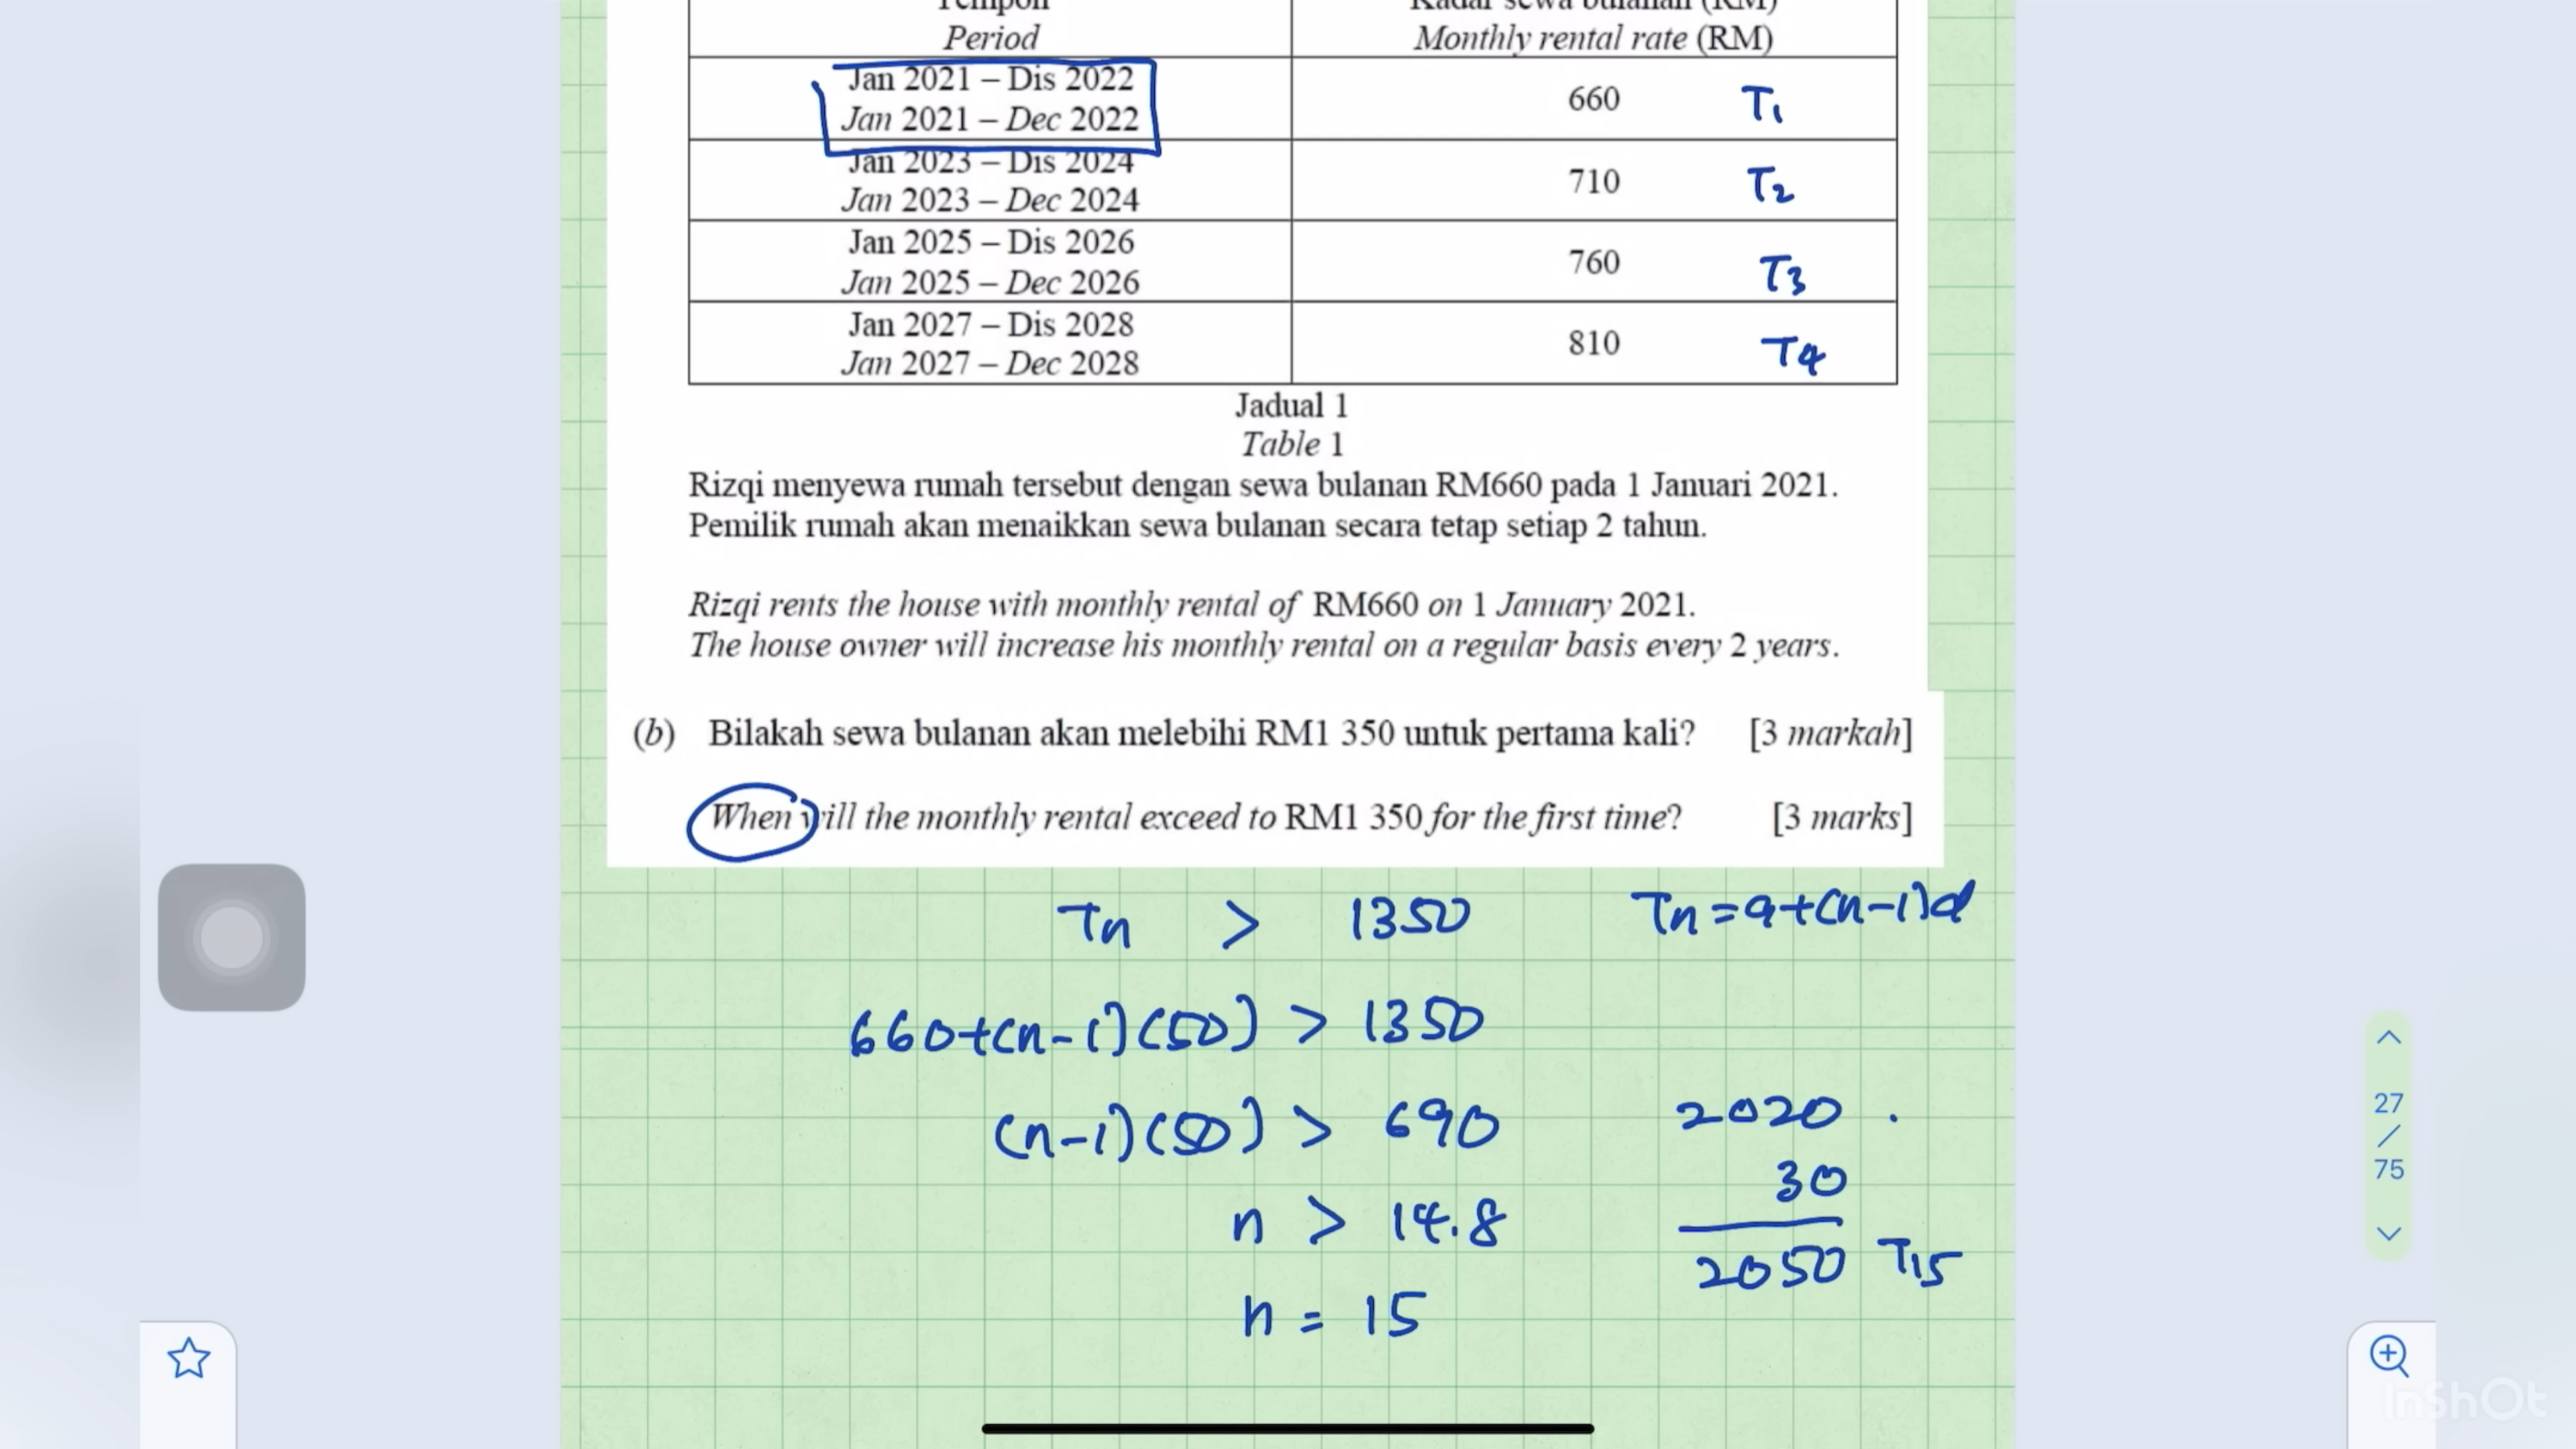 Tempoh
Kadar sewa bulanan (RM)
Period
Monthly rental rate (RM)
Jan 2021 – Dis 2022
Jan 2021 – Dec 2022
660
T1
Jan 2023 – Dis 2024
Jan 2023 – Dec 2024
710
T2
Jan 2025 – Dis 2026
Jan 2025 – Dec 2026
760
T3
Jan 2027 – Dis 2028
Jan 2027 – Dec 2028
810
T4
Jadual 1
Table 1
Rizqi menyewa rumah tersebut dengan sewa bulanan RM660 pada 1 Januari 2021.
Pemilik rumah akan menaikkan sewa bulanan secara tetap setiap 2 tahun.
Rizqi rents the house with monthly rental of RM660 on 1 January 2021.
The house owner will increase his monthly rental on a regular basis every 2 years.
(b) Bilakah sewa bulanan akan melebihi RM1 350 untuk pertama kali? [3 markah]
When will the monthly rental exceed to RM1 350 for the first time? [3 marks]
Tn > 1350
Tn = a+(n-1)d
660+(n-1)(50) > 1350
(n-1)(50) > 690
n > 14.8
n = 15
2020 .
30
2050 T15
27
/
75
InShOt